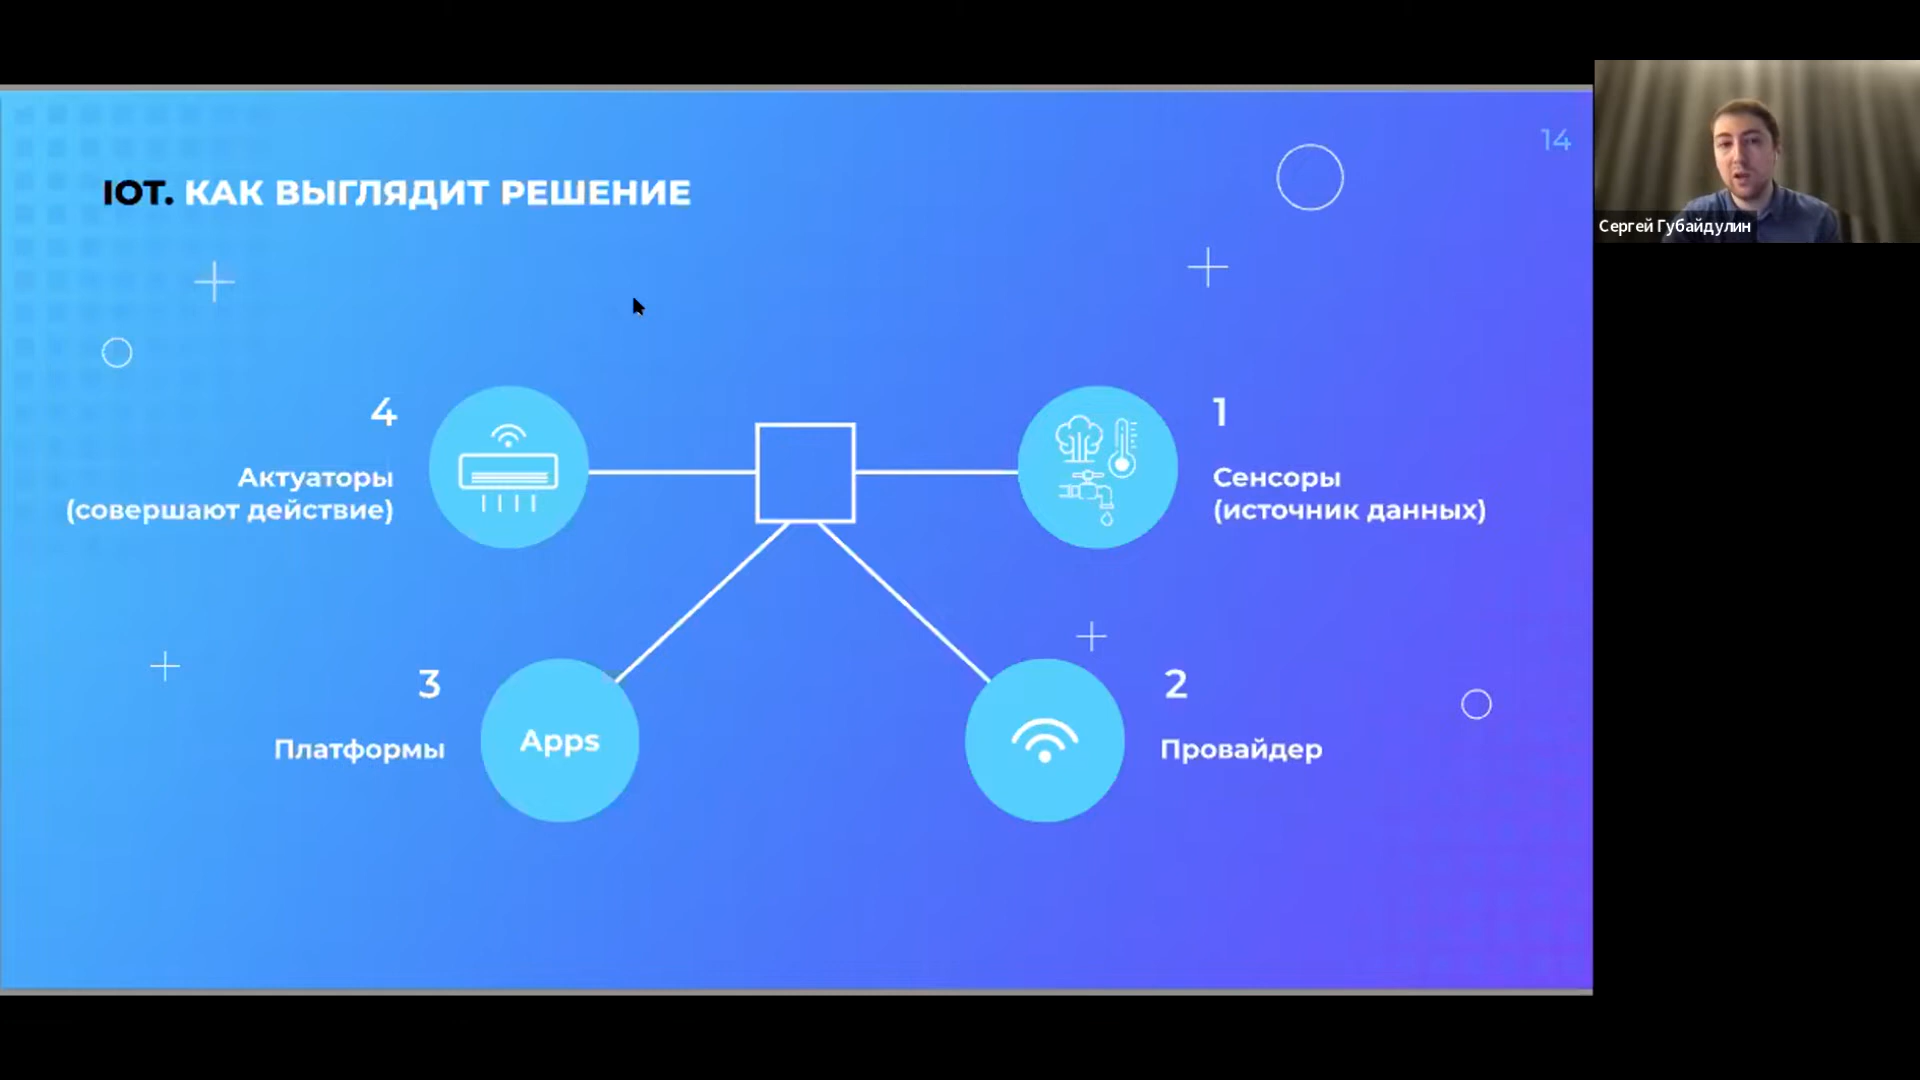 14
IOT. КАК ВЫГЛЯДИТ РЕШЕНИЕ
Сергей Губайдулин
4
Актуаторы
(совершают действие)
1
Сенсоры
(источник данных)
3
Платформы
Apps
2
Провайдер